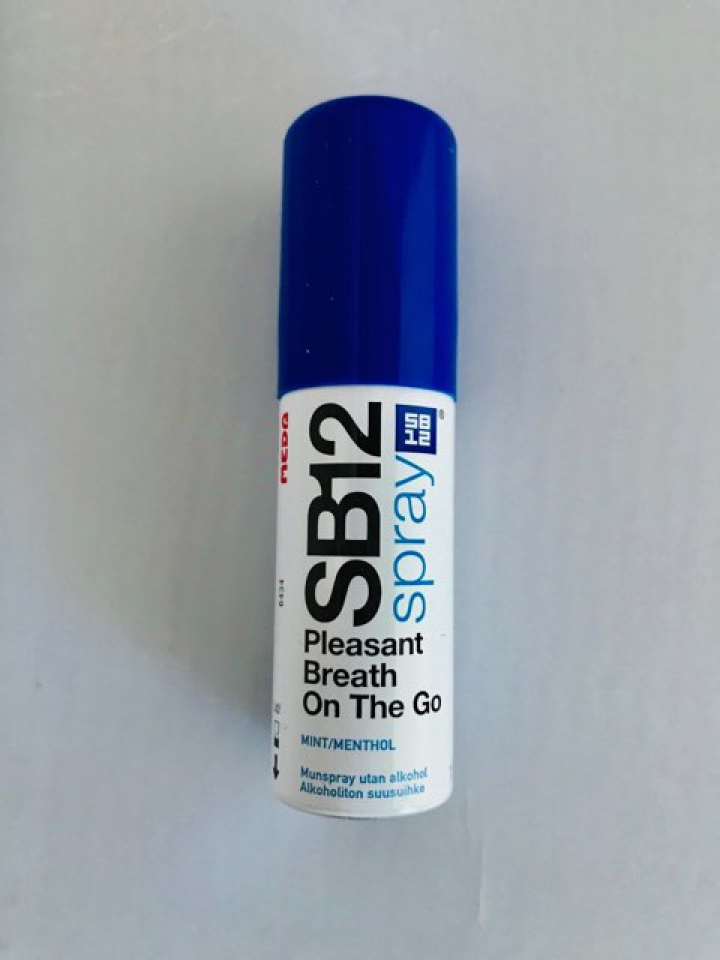 SB12
spray
SB
12
®
Pleasant
Breath
On The Go
MINT/MENTHOL
Munspray utan alkohol
Alkoholiton suusuihke
MEDA